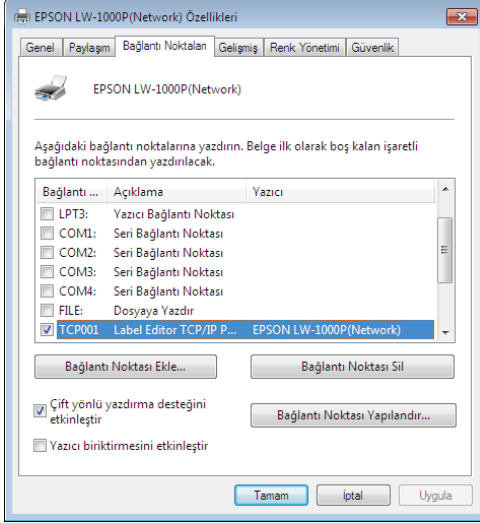 EPSON LW-1000P(Network) Özellikleri
Genel Paylaşım Bağlantı Noktaları Gelişmiş Renk Yönetimi Güvenlik
EPSON LW-1000P(Network)
Aşağıdaki bağlantı noktalarına yazdırın. Belge ilk olarak boş kalan işaretli
bağlantı noktasından yazdırılacak.
Bağlantı ... Açıklama Yazıcı
LPT3: Yazıcı Bağlantı Noktası
COM1: Seri Bağlantı Noktası
COM2: Seri Bağlantı Noktası
COM3: Seri Bağlantı Noktası
COM4: Seri Bağlantı Noktası
FILE: Dosyaya Yazdır
TCP001 Label Editor TCP/IP P... EPSON LW-1000P(Network)
Bağlantı Noktası Ekle... Bağlantı Noktası Sil
Çift yönlü yazdırma desteğini
etkinleştir
Bağlantı Noktası Yapılandır...
Yazıcı biriktirmesini etkinleştir
Tamam İptal Uygula